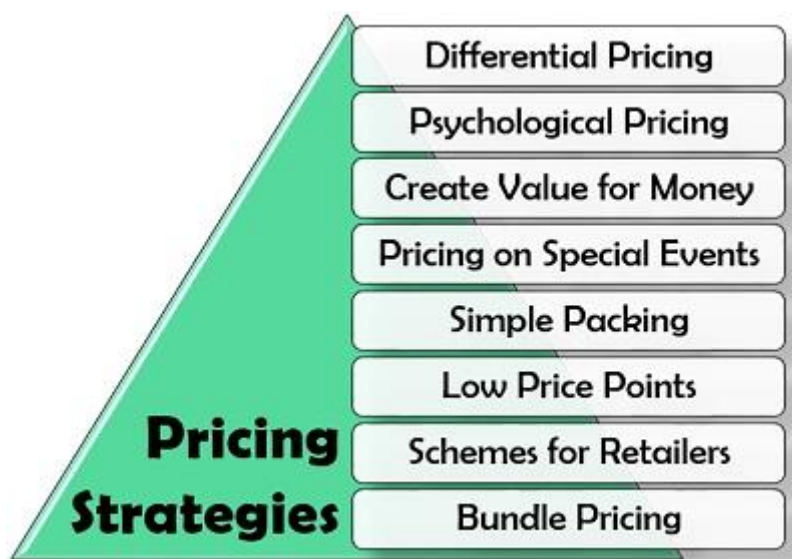 Differential Pricing
Psychological Pricing
Create Value for Money
Pricing on Special Events
Simple Packing
Low Price Points
Schemes for Retailers
Bundle Pricing
Pricing
Strategies